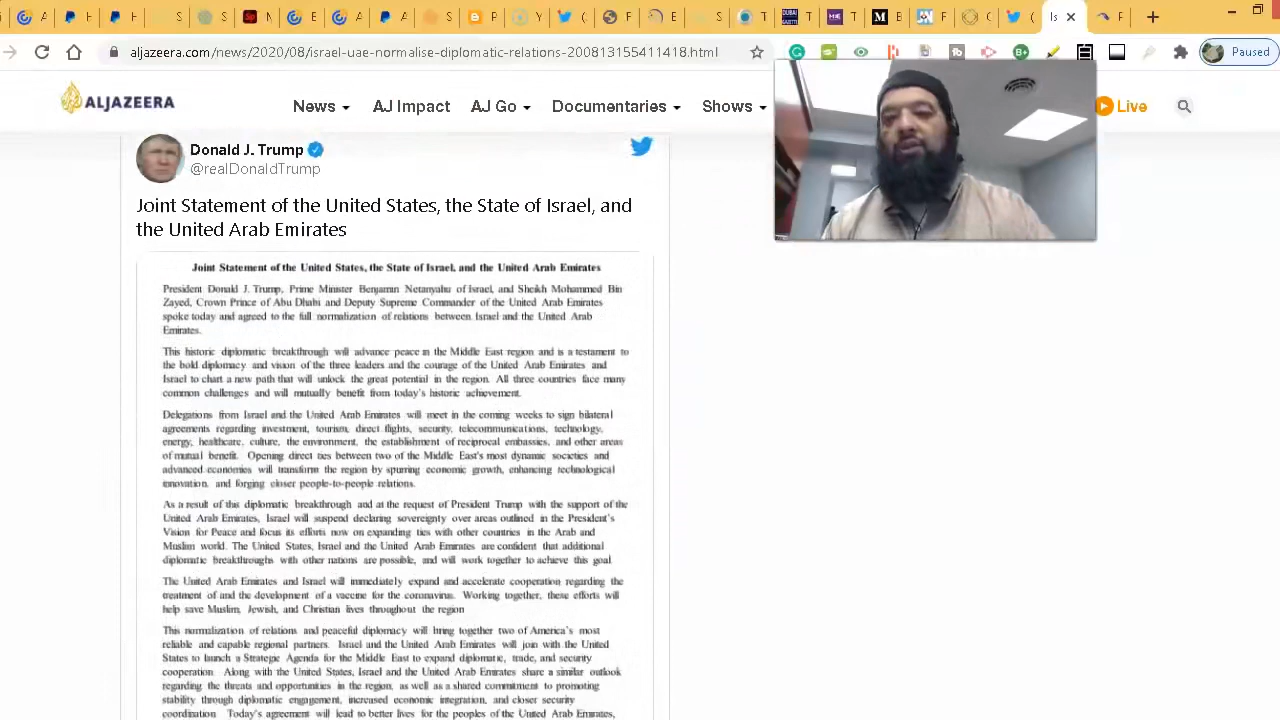 aljazeera.com/news/2020/08/israel-uae-normalise-diplomatic-relations-200813155411418.html
Paused
ALJAZEERA
News
AJ Impact
AJ Go
Documentaries
Shows
Live
Donald J. Trump
@realDonaldTrump
Joint Statement of the United States, the State of Israel, and
the United Arab Emirates
Joint Statement of the United States, the State of Israel, and the United Arab Emirates
President Donald J. Trump, Prime Minister Benjamin Netanyahu of Israel, and Sheikh Mohammed Bin
Zayed, Crown Prince of Abu Dhabi and Deputy Supreme Commander of the United Arab Emirates
spoke today and agreed to the full normalization of relations between Israel and the United Arab
Emirates.
This historic diplomatic breakthrough will advance peace in the Middle East region and is a testament to
the bold diplomacy and vision of the three leaders and the courage of the United Arab Emirates and
Israel to chart a new path that will unlock the great potential in the region. All three countries face many
common challenges and will mutually benefit from today's historic achievement.
Delegations from Israel and the United Arab Emirates will meet in the coming weeks to sign bilateral
agreements regarding investment, tourism, direct flights, security, telecommunications, technology,
energy, healthcare, culture, the environment, the establishment of reciprocal embassies, and other areas
of mutual benefit. Opening direct ties between two of the Middle East's most dynamic societies and
advanced economies will transform the region by spurring economic growth, enhancing technological
innovation, and forging closer people-to-people relations.
As a result of this diplomatic breakthrough and at the request of President Trump with the support of the
United Arab Emirates, Israel will suspend declaring sovereignty over areas outlined in the President's
Vision for Peace and focus its efforts now on expanding ties with other countries in the Arab and
Muslim world. The United States, Israel and the United Arab Emirates are confident that additional
diplomatic breakthroughs with other nations are possible, and will work together to achieve this goal.
The United Arab Emirates and Israel will immediately expand and accelerate cooperation regarding the
treatment of and the development of a vaccine for the coronavirus. Working together, these efforts will
help save Muslim, Jewish, and Christian lives throughout the region
This normalization of relations and peaceful diplomacy will bring together two of America's most
reliable and capable regional partners. Israel and the United Arab Emirates will join with the United
States to launch a Strategic Agenda for the Middle East to expand diplomatic, trade, and security
cooperation. Along with the United States, Israel and the United Arab Emirates share a similar outlook
regarding the threats and opportunities in the region, as well as a shared commitment to promoting
stability through diplomatic engagement, increased economic integration, and closer security
coordination. Today's agreement will lead to better lives for the peoples of the United Arab Emirates,